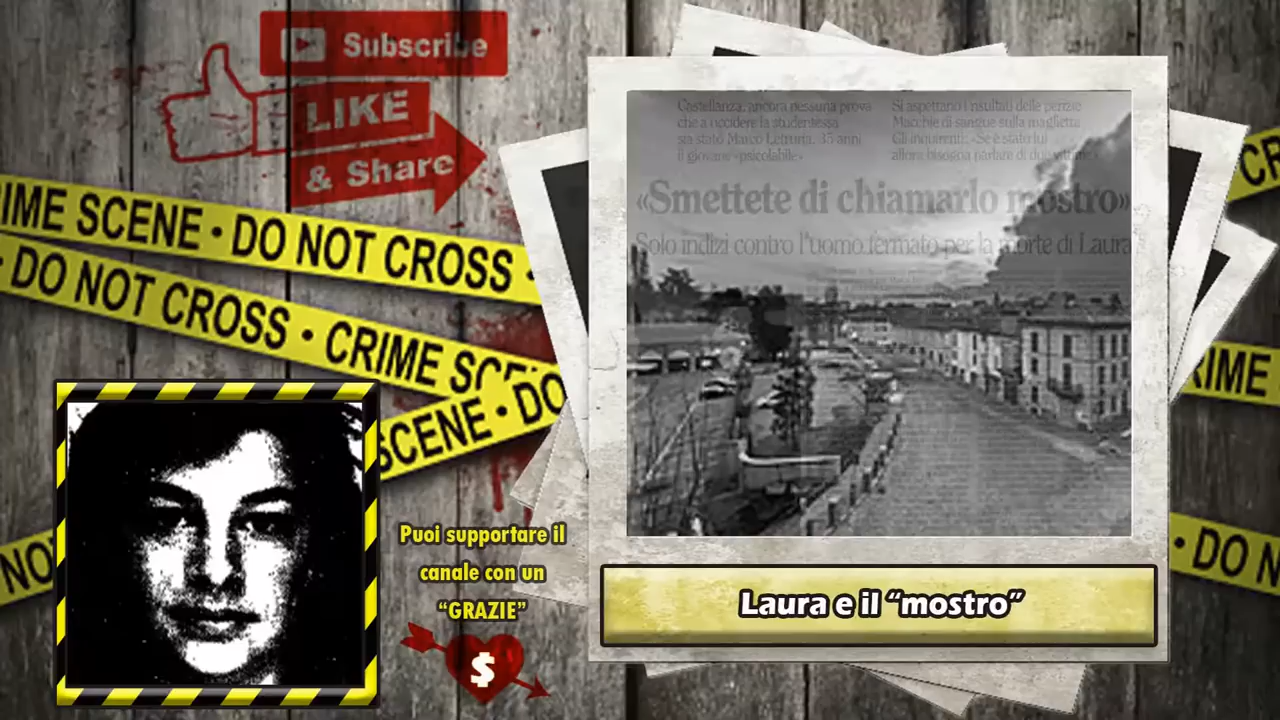 Subscribe
LIKE
& Share
IME SCENE • DO NOT CROSS •
• DO NOT CROSS • CRIME SCE
SCENE • DO
NO
CR
RIME
• DO N
Castellanza, ancora nessuna prova
che a uccidere la studentessa
sia stato Marco 35 anni
il giovane «psicolabile»
Si aspettano i risultati delle perizie
Macchie di sangue sulla maglietta
Gli inquirenti: «Se è stato lui
allora bisogna parlare di due vittime»
«Smettete di chiamarlo mostro»
Solo indizi contro l'uomo fermato per la morte di Laura
Puoi supportare il
canale con un
“GRAZIE”
$
Laura e il “mostro”